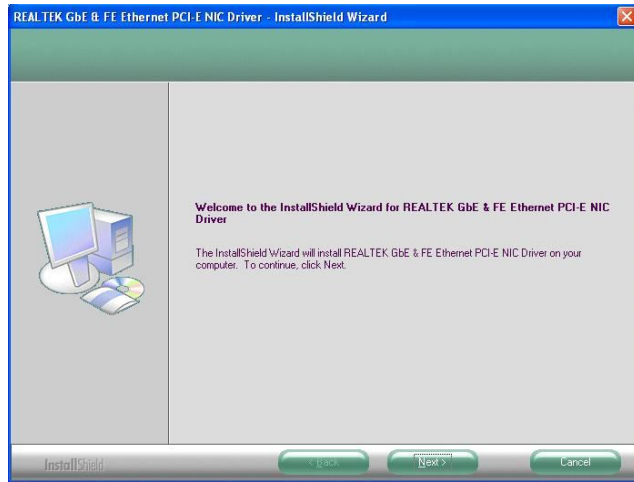 REALTEK GbE & FE Ethernet PCI-E NIC Driver - InstallShield Wizard
Welcome to the InstallShield Wizard for REALTEK GbE & FE Ethernet PCI-E NIC
Driver
The InstallShield Wizard will install REALTEK GbE & FE Ethernet PCI-E NIC Driver on your
computer. To continue, click Next.
InstallShield
< Back
Next >
Cancel